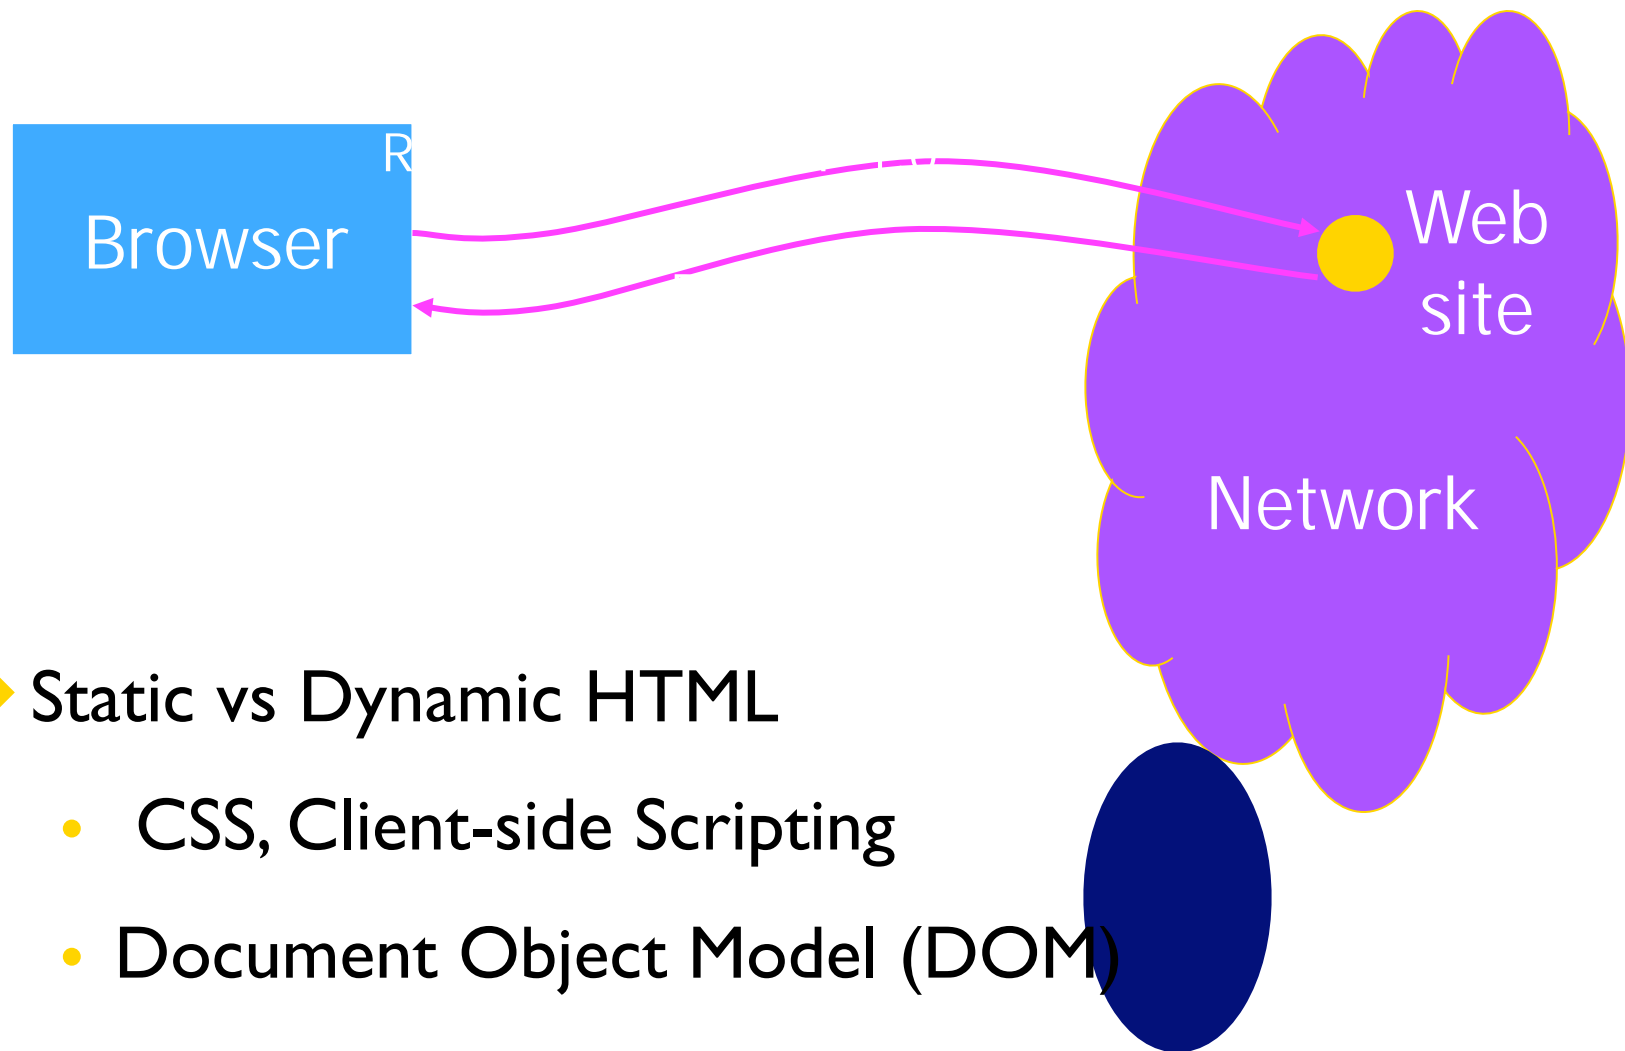 Browser
Web
site
Network
Static vs Dynamic HTML
CSS, Client-side Scripting
Document Object Model (DOM)